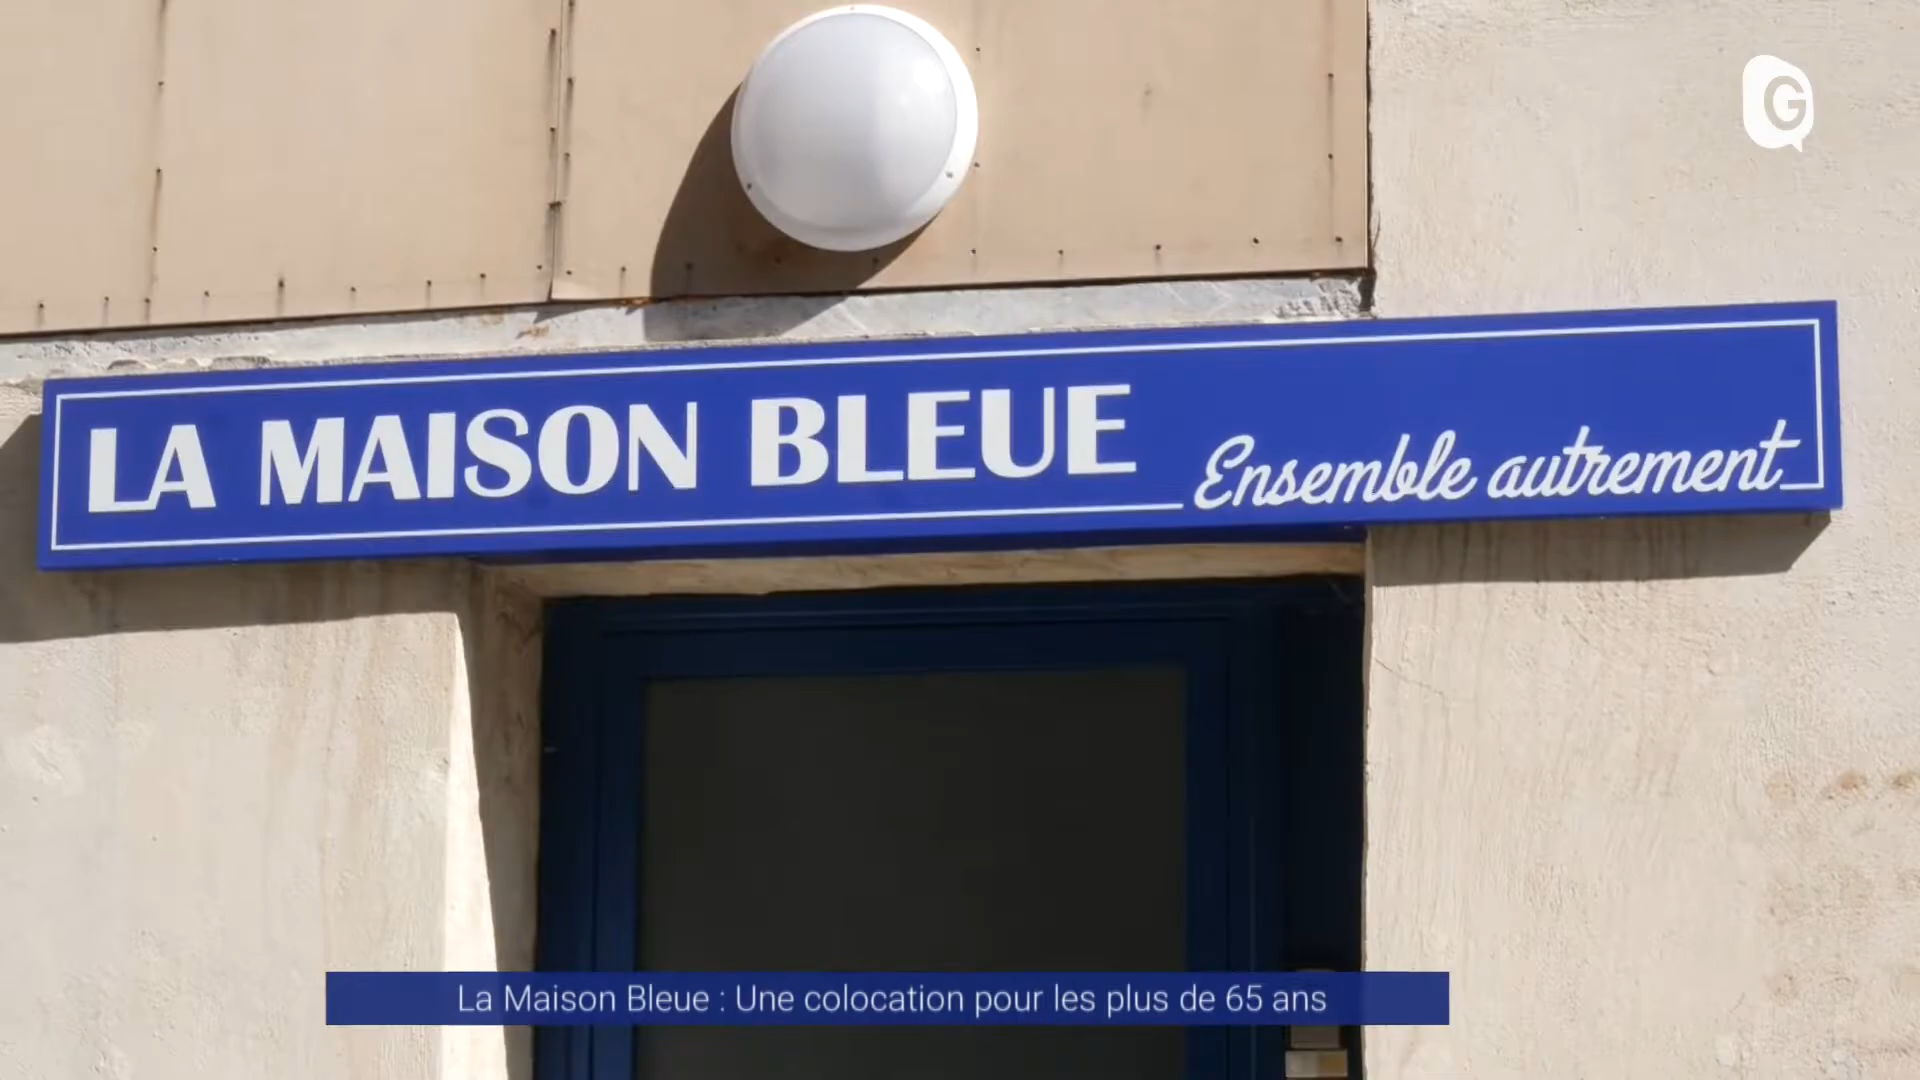 G
LA MAISON BLEUE Ensemble autrement
La Maison Bleue : Une colocation pour les plus de 65 ans